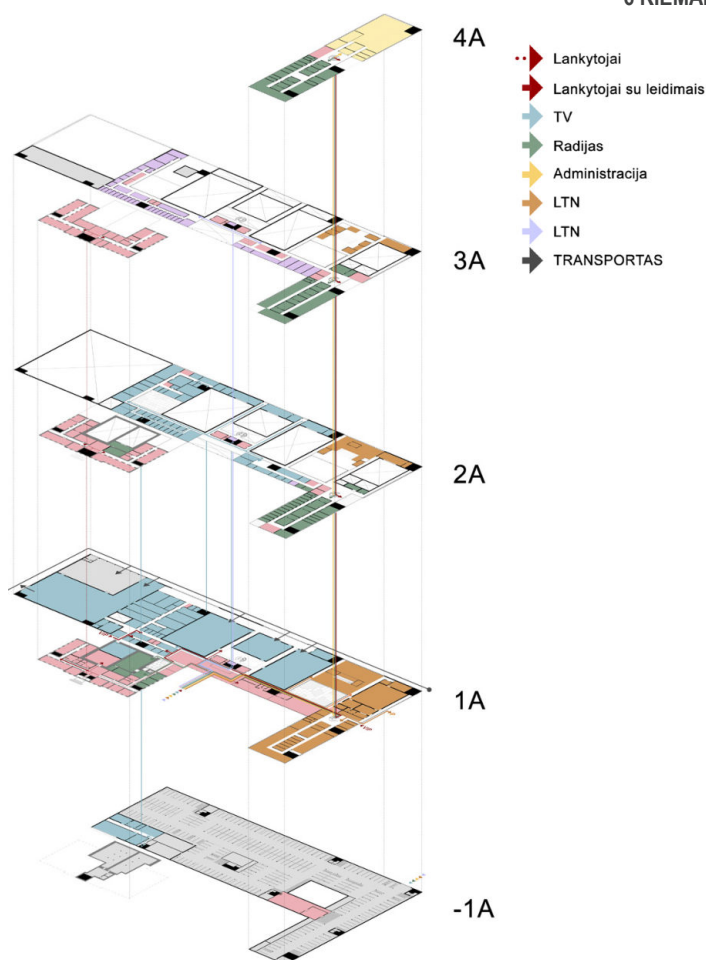 4A
Lankytojai
Lankytojai su leidimais
TV
Radijas
Administracija
LTN
LTN
TRANSPORTAS
3A
2A
1A
-1A